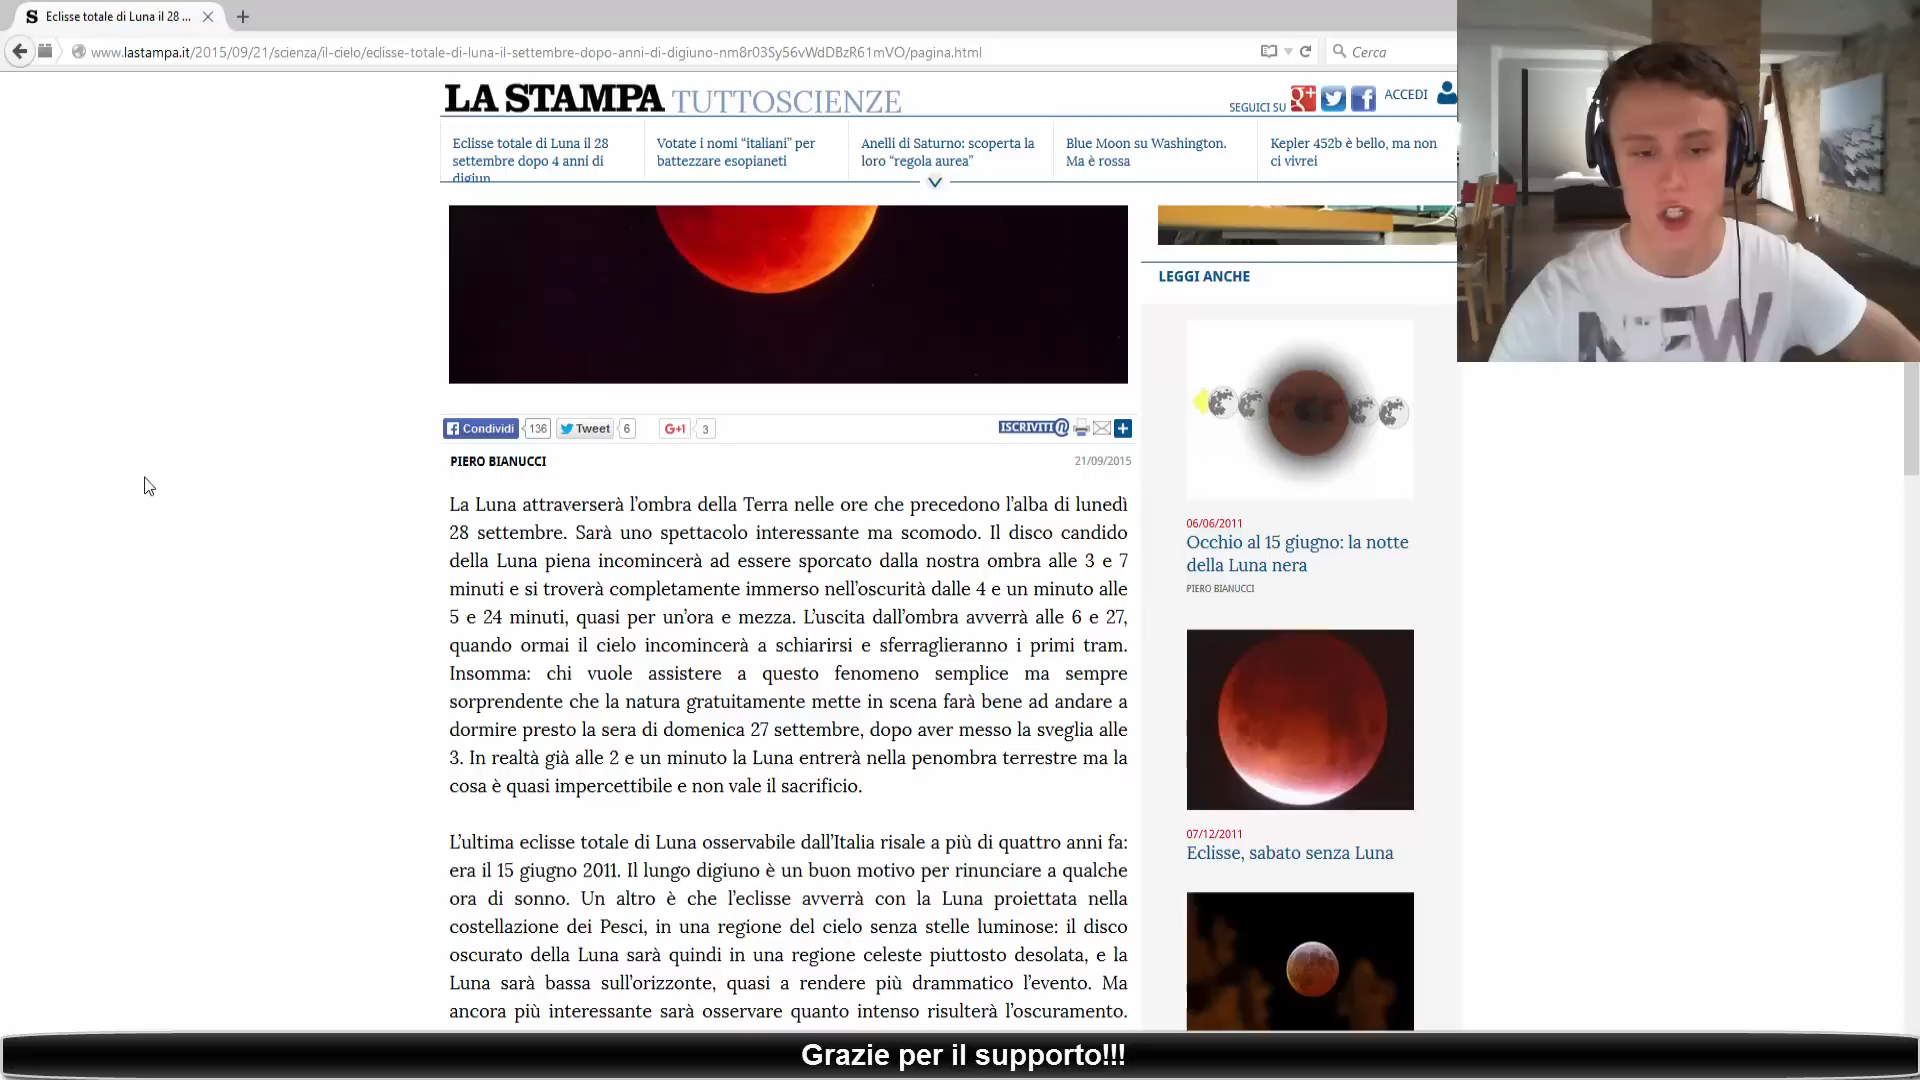 S Eclisse totale di Luna il 28 ...
www.lastampa.it/2015/09/21/scienza/il-cielo/eclisse-totale-di-luna-il-settembre-dopo-anni-di-digiuno-nm8r03Sy56vWdDBzR61mVO/pagina.html
Cerca
LA STAMPA TUTTOSCIENZE
SEGUICI SU
ACCEDI
Eclisse totale di Luna il 28
settembre dopo 4 anni di
digiun
Votate i nomi “italiani” per
battezzare esopianeti
Anelli di Saturno: scoperta la
loro “regola aurea”
Blue Moon su Washington.
Ma è rossa
Kepler 452b è bello, ma non
ci vivrei
Condividi 136 Tweet 6 G+1 3
ISCRIVITI@
PIERO BIANUCCI
21/09/2015
La Luna attraverserà l’ombra della Terra nelle ore che precedono l’alba di lunedì
28 settembre. Sarà uno spettacolo interessante ma scomodo. Il disco candido
della Luna piena incomincerà ad essere sporcato dalla nostra ombra alle 3 e 7
minuti e si troverà completamente immerso nell’oscurità dalle 4 e un minuto alle
5 e 24 minuti, quasi per un’ora e mezza. L’uscita dall’ombra avverrà alle 6 e 27,
quando ormai il cielo incomincerà a schiarirsi e sferraglieranno i primi tram.
Insomma: chi vuole assistere a questo fenomeno semplice ma sempre
sorprendente che la natura gratuitamente mette in scena farà bene ad andare a
dormire presto la sera di domenica 27 settembre, dopo aver messo la sveglia alle
3. In realtà già alle 2 e un minuto la Luna entrerà nella penombra terrestre ma la
cosa è quasi impercettibile e non vale il sacrificio.
L’ultima eclisse totale di Luna osservabile dall’Italia risale a più di quattro anni fa:
era il 15 giugno 2011. Il lungo digiuno è un buon motivo per rinunciare a qualche
ora di sonno. Un altro è che l’eclisse avverrà con la Luna proiettata nella
costellazione dei Pesci, in una regione del cielo senza stelle luminose: il disco
oscurato della Luna sarà quindi in una regione celeste piuttosto desolata, e la
Luna sarà bassa sull’orizzonte, quasi a rendere più drammatico l’evento. Ma
ancora più interessante sarà osservare quanto intenso risulterà l’oscuramento.
LEGGI ANCHE
06/06/2011
Occhio al 15 giugno: la notte
della Luna nera
PIERO BIANUCCI
07/12/2011
Eclisse, sabato senza Luna
NEW
Grazie per il supporto!!!